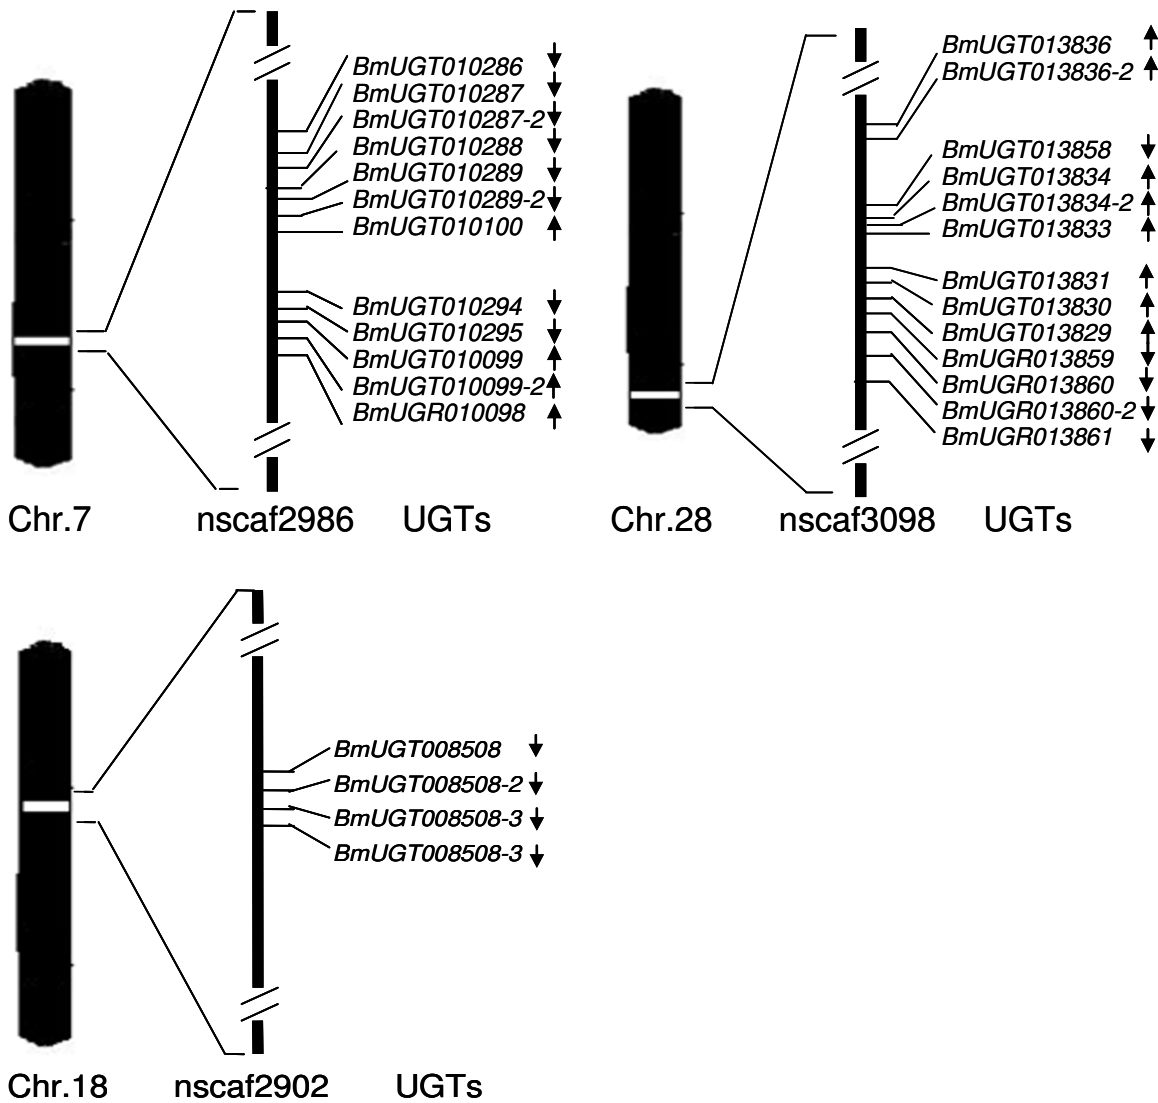 BmUGT010286
BmUGT010287
BmUGT010287-2
BmUGT010288
BmUGT010289
BmUGT010289-2
BmUGT010100
BmUGT010294
BmUGT010295
BmUGT010099
BmUGT010099-2
BmUGR010098
Chr.7 nscaf2986 UGTs
BmUGT013836
BmUGT013836-2
BmUGT013858
BmUGT013834
BmUGT013834-2
BmUGT013833
BmUGT013831
BmUGT013830
BmUGT013829
BmUGR013859
BmUGR013860
BmUGR013860-2
BmUGR013861
Chr.28 nscaf3098 UGTs
BmUGT008508
BmUGT008508-2
BmUGT008508-3
BmUGT008508-3
Chr.18 nscaf2902 UGTs